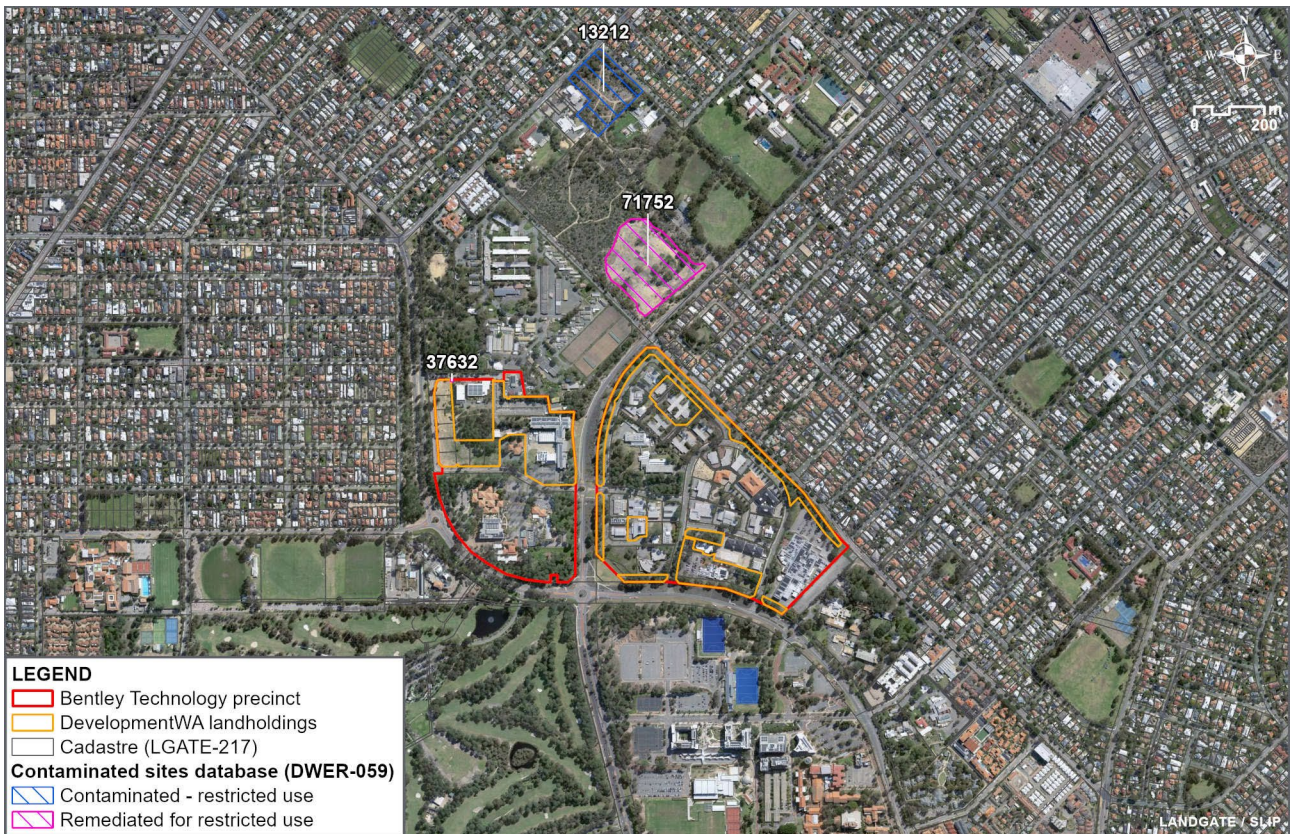 13212
N
W
E
S
m
0
200
71752
37632
LEGEND
Bentley Technology precinct
DevelopmentWA landholdings
Cadastre (LGATE-217)
Contaminated sites database (DWER-059)
Contaminated - restricted use
Remediated for restricted use
LANDGATE / SLIP